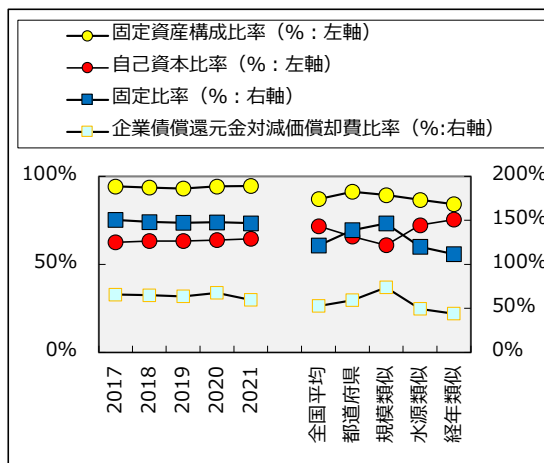 固定資産構成比率（%：左軸）
自己資本比率（%：左軸）
固定比率（%：右軸）
企業債償還元金対減価償却費比率（%:右軸）
100%
50%
0%
200%
150%
100%
50%
0%
2017
2018
2019
2020
2021
全国平均
都道府県
規模類似
水源類似
経年類似